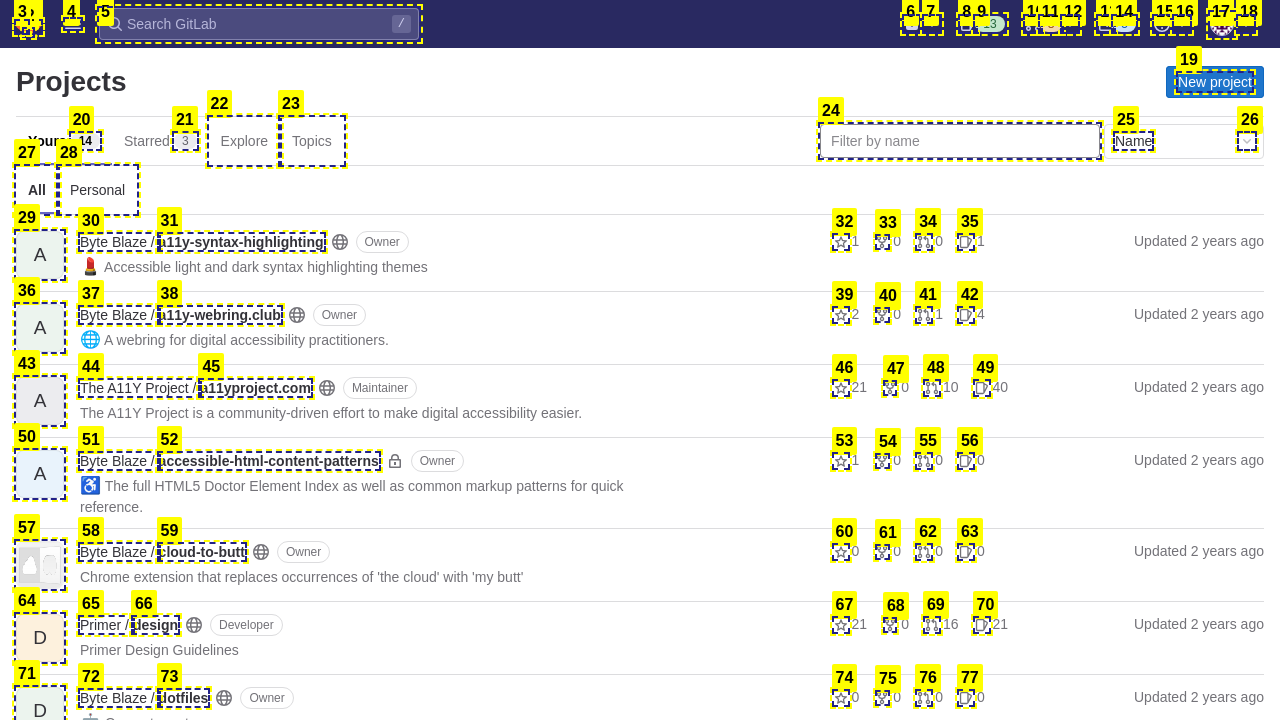 3 4 5 Search GitLab / 6 7 8 9 11 12 14 15 16 17 18
Projects
19 New project
20 14 21 Starred 3 22 Explore 23 Topics 24 Filter by name 25 Name 26
27 All 28 Personal
29 A 30 Byte Blaze / 31 a11y-syntax-highlighting Owner 32 1 33 0 34 0 35 1 Updated 2 years ago
💄 Accessible light and dark syntax highlighting themes
36 A 37 Byte Blaze / 38 a11y-webring.club Owner 39 2 40 0 41 1 42 4 Updated 2 years ago
🌐 A webring for digital accessibility practitioners.
43 A 44 The A11Y Project / 45 a11yproject.com Maintainer 46 21 47 0 48 10 49 40 Updated 2 years ago
The A11Y Project is a community-driven effort to make digital accessibility easier.
50 A 51 Byte Blaze / 52 accessible-html-content-patterns Owner 53 1 54 0 55 0 56 0 Updated 2 years ago
♿ The full HTML5 Doctor Element Index as well as common markup patterns for quick
reference.
57 58 Byte Blaze / 59 cloud-to-butt Owner 60 0 61 0 62 0 63 0 Updated 2 years ago
Chrome extension that replaces occurrences of 'the cloud' with 'my butt'
64 D 65 Primer / 66 design Developer 67 21 68 0 69 16 70 21 Updated 2 years ago
Primer Design Guidelines
71 D 72 Byte Blaze / 73 dotfiles Owner 74 0 75 0 76 0 77 0 Updated 2 years ago